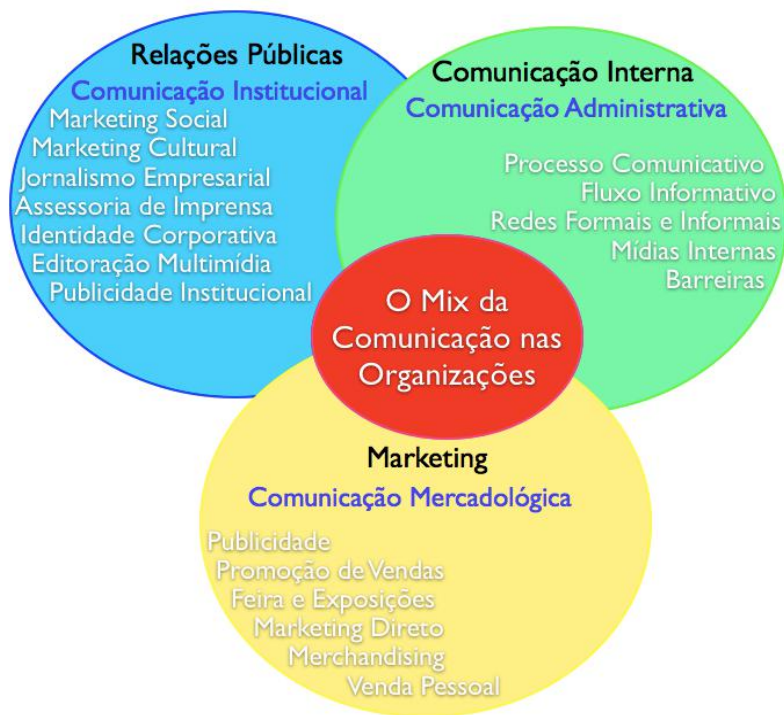 Relações Públicas
Comunicação Institucional
Marketing Social
Marketing Cultural
Jornalismo Empresarial
Assessoria de Imprensa
Identidade Corporativa
Editoração Multimídia
Publicidade Institucional
Comunicação Interna
Comunicação Administrativa
Processo Comunicativo
Fluxo Informativo
Redes Formais e Informais
Mídias Internas
Barreiras
O Mix da
Comunicação nas
Organizações
Marketing
Comunicação Mercadológica
Publicidade
Promoção de Vendas
Feira e Exposições
Marketing Direto
Merchandising
Venda Pessoal